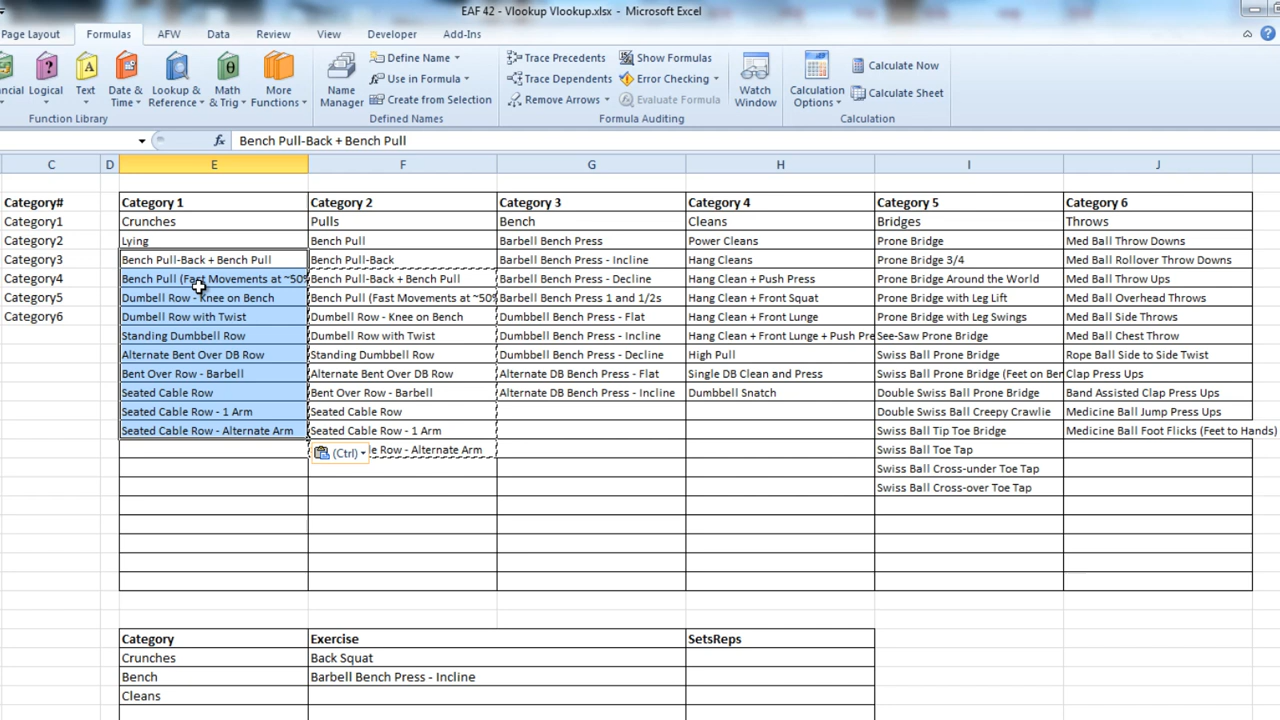 EAF 42 - Vlookup Vlookup.xlsx - Microsoft Excel
Page Layout Formulas AFW Data Review View Developer Add-Ins
ancial Logical Text Date & Time Lookup & Reference Math & Trig More Functions
Function Library
Name Manager
Define Name
Use in Formula
Create from Selection
Defined Names
Trace Precedents
Trace Dependents
Remove Arrows
Show Formulas
Error Checking
Evaluate Formula
Formula Auditing
Watch Window
Calculation Options
Calculate Now
Calculate Sheet
Calculation
fx Bench Pull-Back + Bench Pull
C D E F G H I J
Category# Category 1 Category 2 Category 3 Category 4 Category 5 Category 6
Category1 Crunches Pulls Bench Cleans Bridges Throws
Category2 Lying Bench Pull Barbell Bench Press Power Cleans Prone Bridge Med Ball Throw Downs
Category3 Bench Pull-Back + Bench Pull Bench Pull-Back Barbell Bench Press - Incline Hang Cleans Prone Bridge 3/4 Med Ball Rollover Throw Downs
Category4 Bench Pull (Fast Movements at ~50% Bench Pull-Back + Bench Pull Barbell Bench Press - Decline Hang Clean + Push Press Prone Bridge Around the World Med Ball Throw Ups
Category5 Dumbell Row - Knee on Bench Bench Pull (Fast Movements at ~50% Barbell Bench Press 1 and 1/2s Hang Clean + Front Squat Prone Bridge with Leg Lift Med Ball Overhead Throws
Category6 Dumbell Row with Twist Dumbell Row - Knee on Bench Dumbbell Bench Press - Flat Hang Clean + Front Lunge Prone Bridge with Leg Swings Med Ball Side Throws
Standing Dumbbell Row Dumbell Row with Twist Dumbbell Bench Press - Incline Hang Clean + Front Lunge + Push Pre See-Saw Prone Bridge Med Ball Chest Throw
Alternate Bent Over DB Row Standing Dumbbell Row Dumbbell Bench Press - Decline High Pull Swiss Ball Prone Bridge Rope Ball Side to Side Twist
Bent Over Row - Barbell Alternate Bent Over DB Row Alternate DB Bench Press - Flat Single DB Clean and Press Swiss Ball Prone Bridge (Feet on Ben Clap Press Ups
Seated Cable Row Bent Over Row - Barbell Alternate DB Bench Press - Incline Dumbbell Snatch Double Swiss Ball Prone Bridge Band Assisted Clap Press Ups
Seated Cable Row - 1 Arm Seated Cable Row Double Swiss Ball Creepy Crawlie Medicine Ball Jump Press Ups
Seated Cable Row - Alternate Arm Seated Cable Row - 1 Arm Swiss Ball Tip Toe Bridge Medicine Ball Foot Flicks (Feet to Hands)
(Ctrl) le Row - Alternate Arm Swiss Ball Toe Tap
Swiss Ball Cross-under Toe Tap
Swiss Ball Cross-over Toe Tap
Category Exercise SetsReps
Crunches Back Squat
Bench Barbell Bench Press - Incline
Cleans